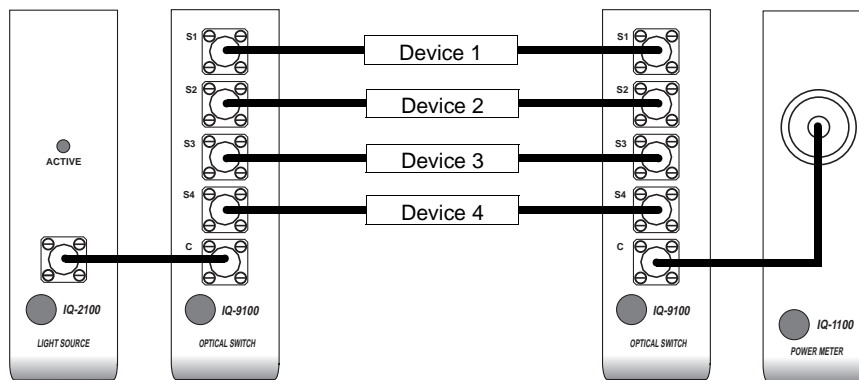 ACTIVE
IQ-2100
LIGHT SOURCE
S1
S2
S3
S4
C
IQ-9100
OPTICAL SWITCH
Device 1
Device 2
Device 3
Device 4
S1
S2
S3
S4
C
IQ-9100
OPTICAL SWITCH
IQ-1100
POWER METER